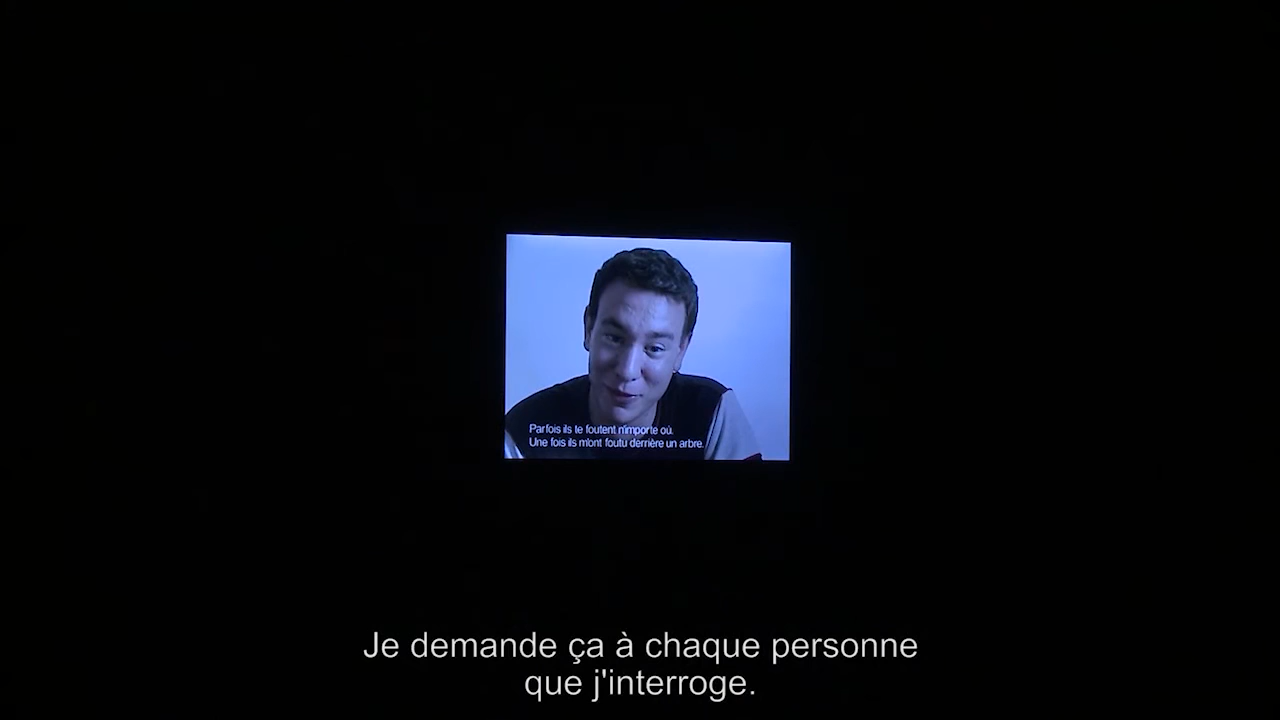 Parfois ils te foutent n'importe où.
Une fois ils m'ont foutu derrière un arbre.
Je demande ça à chaque personne
que j'interroge.